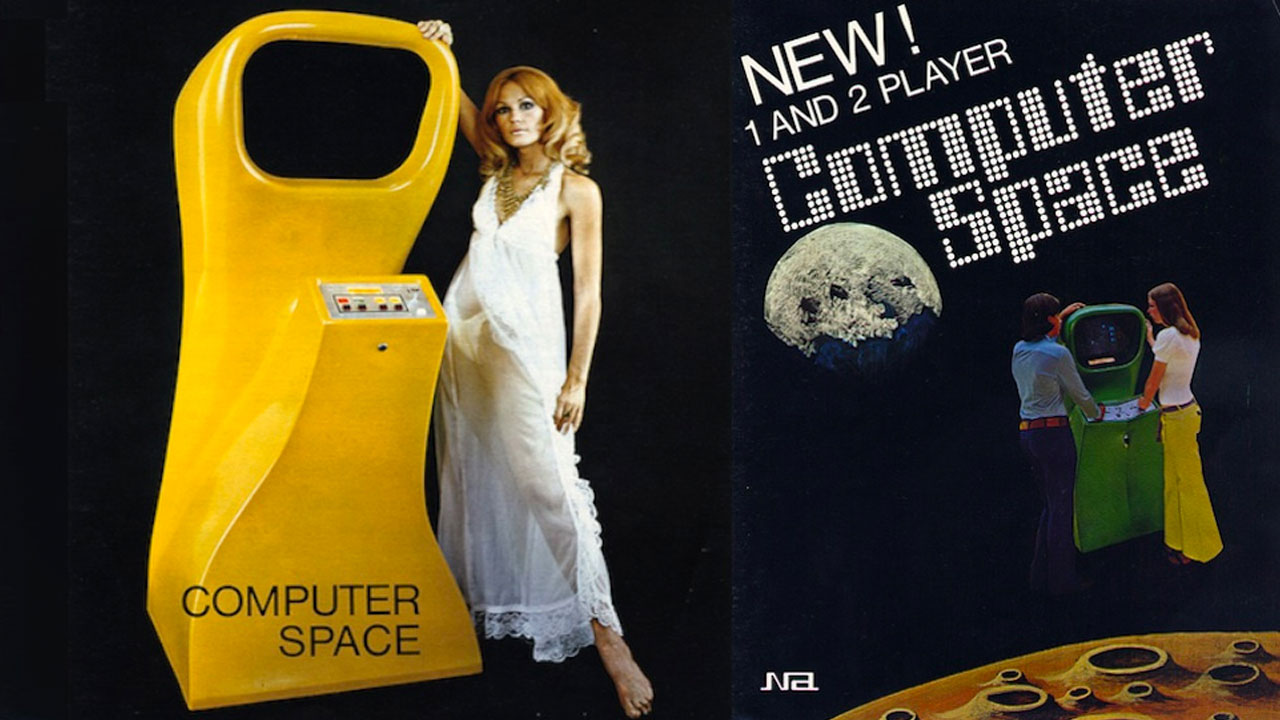 COMPUTER
SPACE
NEW!
1 AND 2 PLAYER
Computer
Space